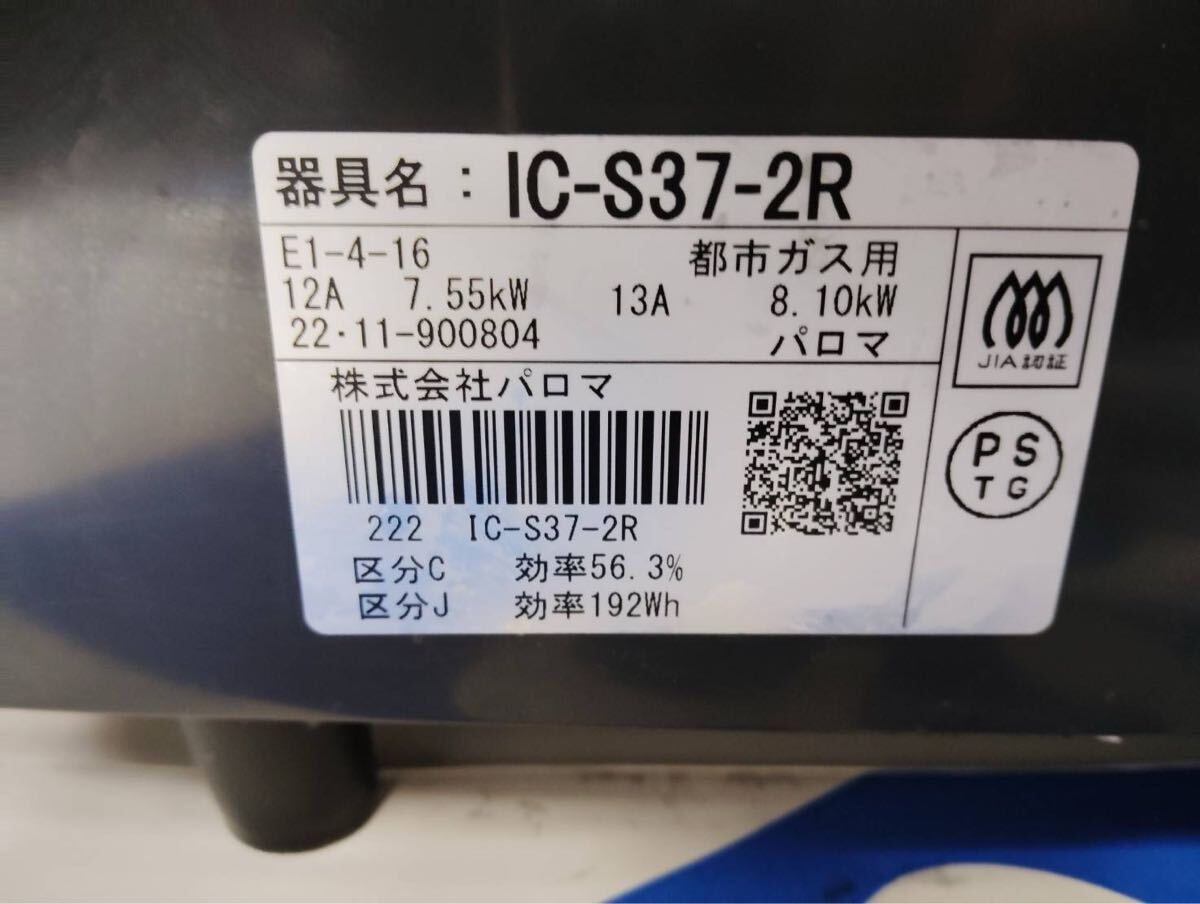 器具名：IC-S37-2R
E1-4-16 都市ガス用
12A 7.55kW 13A 8.10kW
22・11-900804 パロマ
株式会社パロマ
222 IC-S37-2R
区分C 効率56.3%
区分J 効率192Wh
JIA認証
PS
TG